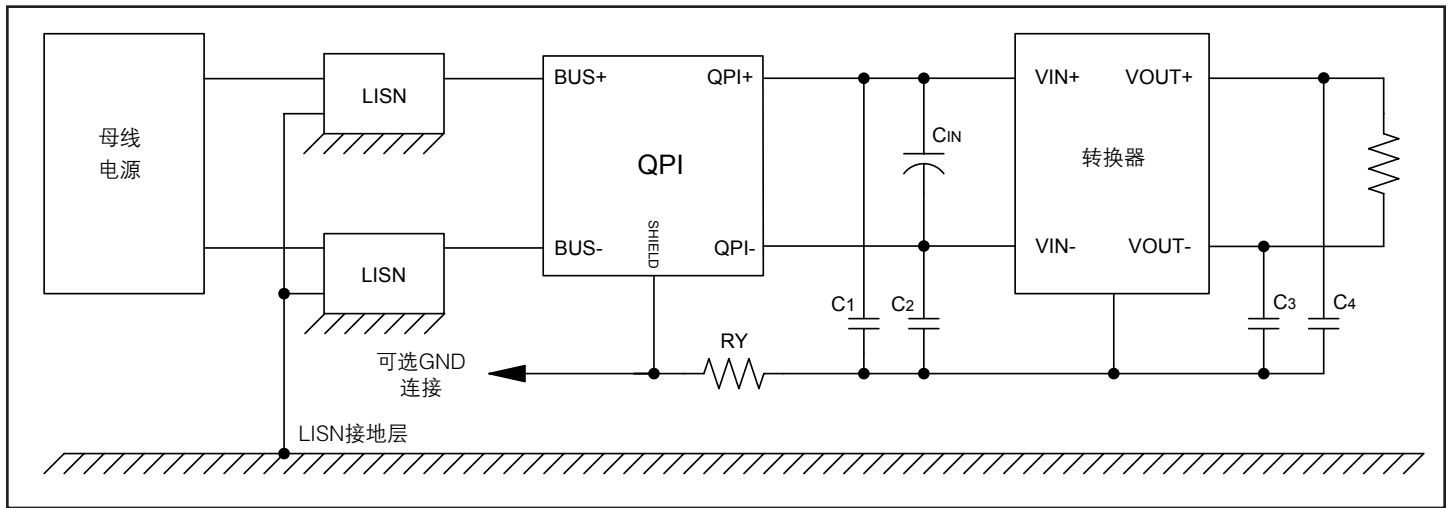 母线
电源
LISN
LISN
BUS+
QPI+
QPI
BUS-
SHIELD
QPI-
CIN
VIN+
VOUT+
转换器
VIN-
VOUT-
C1
C2
C3
C4
RY
可选GND
连接
LISN接地层